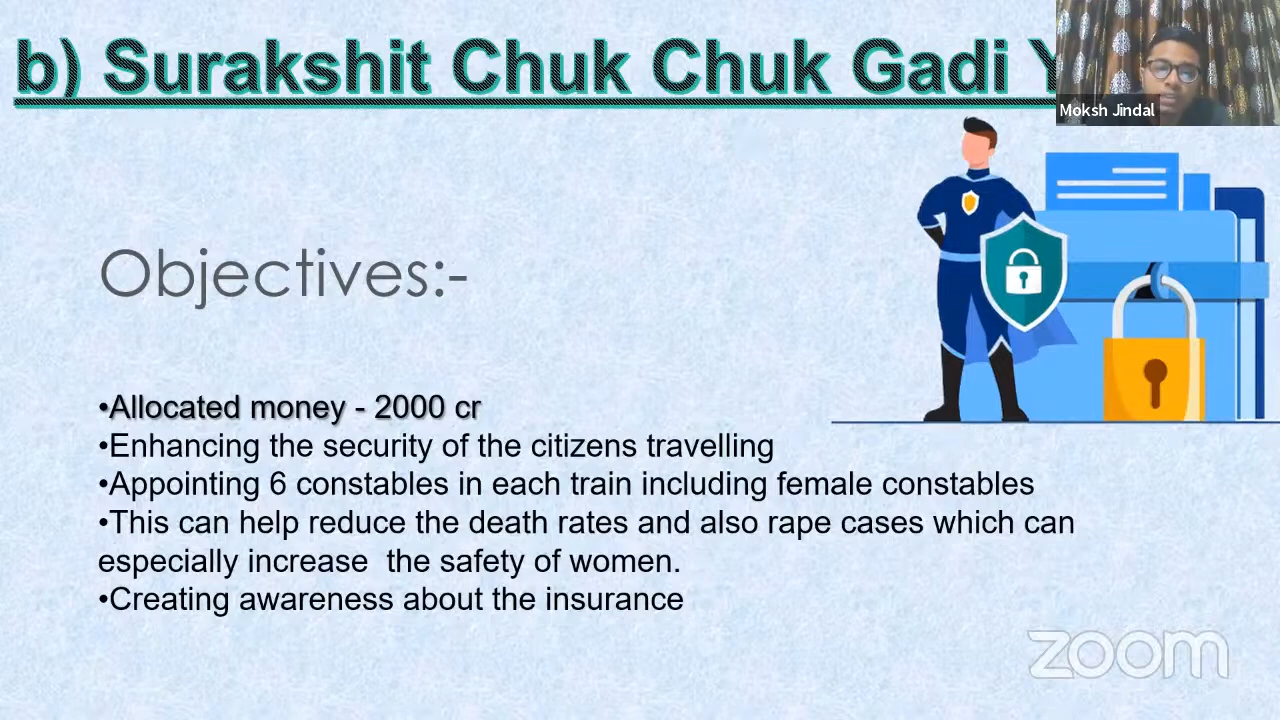 b) Surakshit Chuk Chuk Gadi
Moksh Jindal
Objectives:-
•Allocated money - 2000 cr
•Enhancing the security of the citizens travelling
•Appointing 6 constables in each train including female constables
•This can help reduce the death rates and also rape cases which can
especially increase  the safety of women.
•Creating awareness about the insurance
zoom